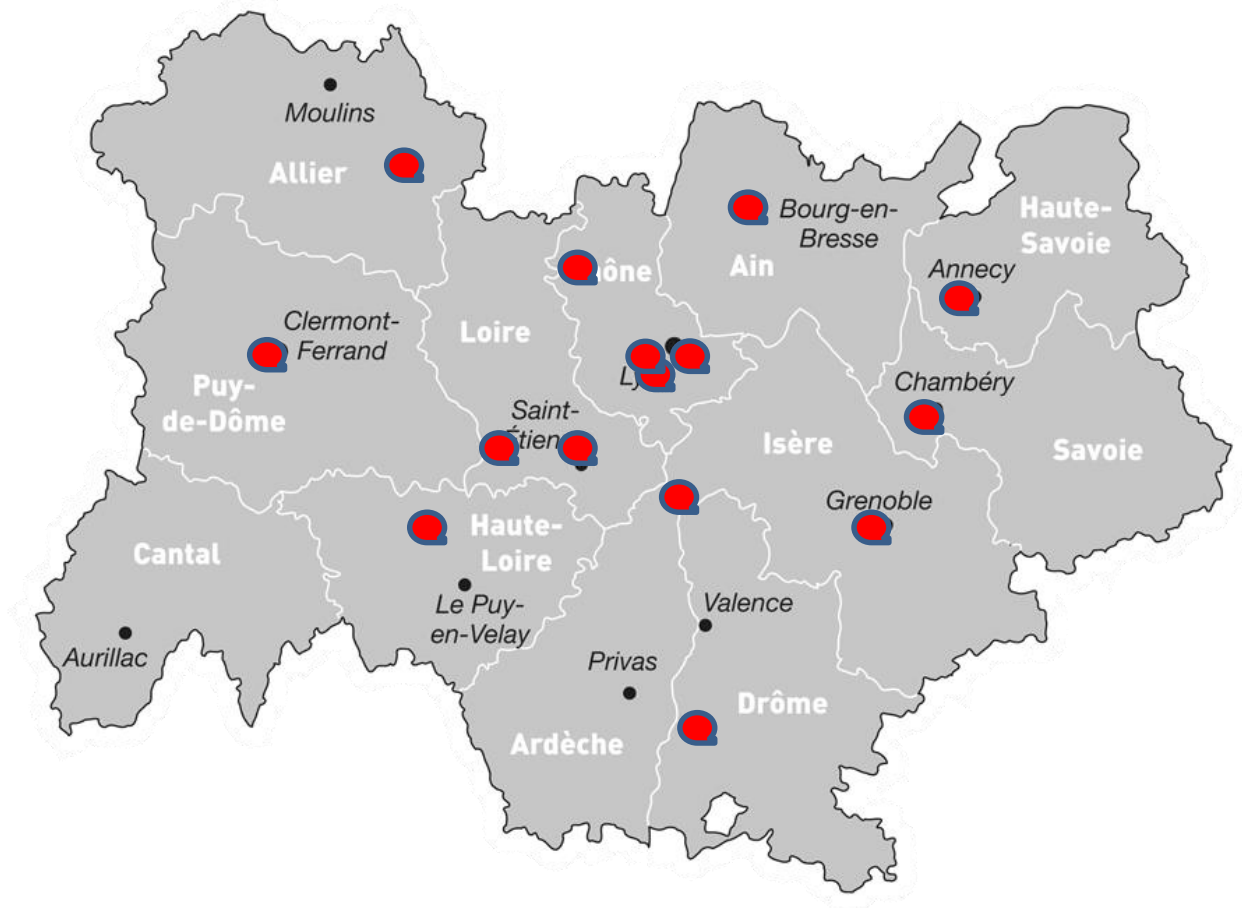 Moulins
Allier
Bourg-en-
Bresse
Haute-
Savoie
Ain
Annecy
Clermont-
Ferrand
Loire
Puy-
de-Dôme
Chambéry
Saint-
Isère
Savoie
Grenoble
Haute-
Loire
Cantal
Le Puy-
en-Velay
Valence
Aurillac
Privas
Drôme
Ardèche